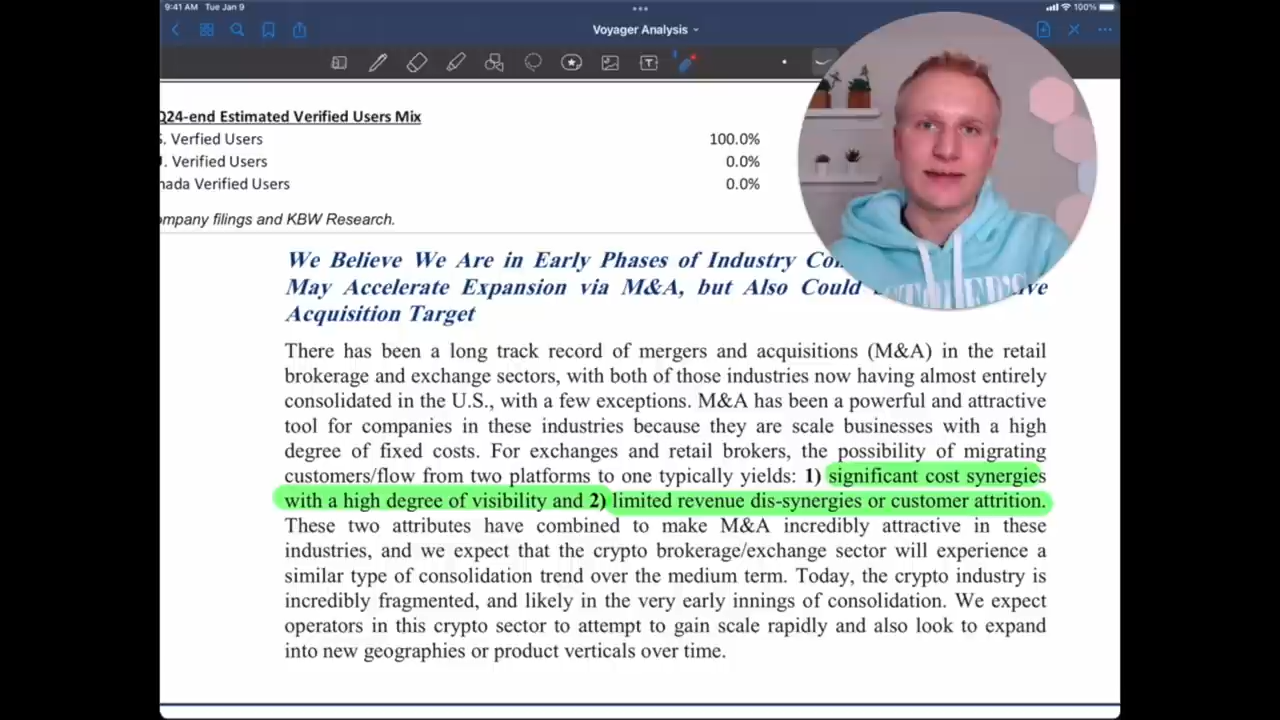 9:41 AM Tue Jan 9
100%
Voyager Analysis
Q24-end Estimated Verified Users Mix
S. Verfied Users 100.0%
. Verified Users 0.0%
nada Verified Users 0.0%
ompany filings and KBW Research.
We Believe We Are in Early Phases of Industry
May Accelerate Expansion via M&A, but Also Could
Acquisition Target
There has been a long track record of mergers and acquisitions (M&A) in the retail
brokerage and exchange sectors, with both of those industries now having almost entirely
consolidated in the U.S., with a few exceptions. M&A has been a powerful and attractive
tool for companies in these industries because they are scale businesses with a high
degree of fixed costs. For exchanges and retail brokers, the possibility of migrating
customers/flow from two platforms to one typically yields: 1) significant cost synergies
with a high degree of visibility and 2) limited revenue dis-synergies or customer attrition.
These two attributes have combined to make M&A incredibly attractive in these
industries, and we expect that the crypto brokerage/exchange sector will experience a
similar type of consolidation trend over the medium term. Today, the crypto industry is
incredibly fragmented, and likely in the very early innings of consolidation. We expect
operators in this crypto sector to attempt to gain scale rapidly and also look to expand
into new geographies or product verticals over time.